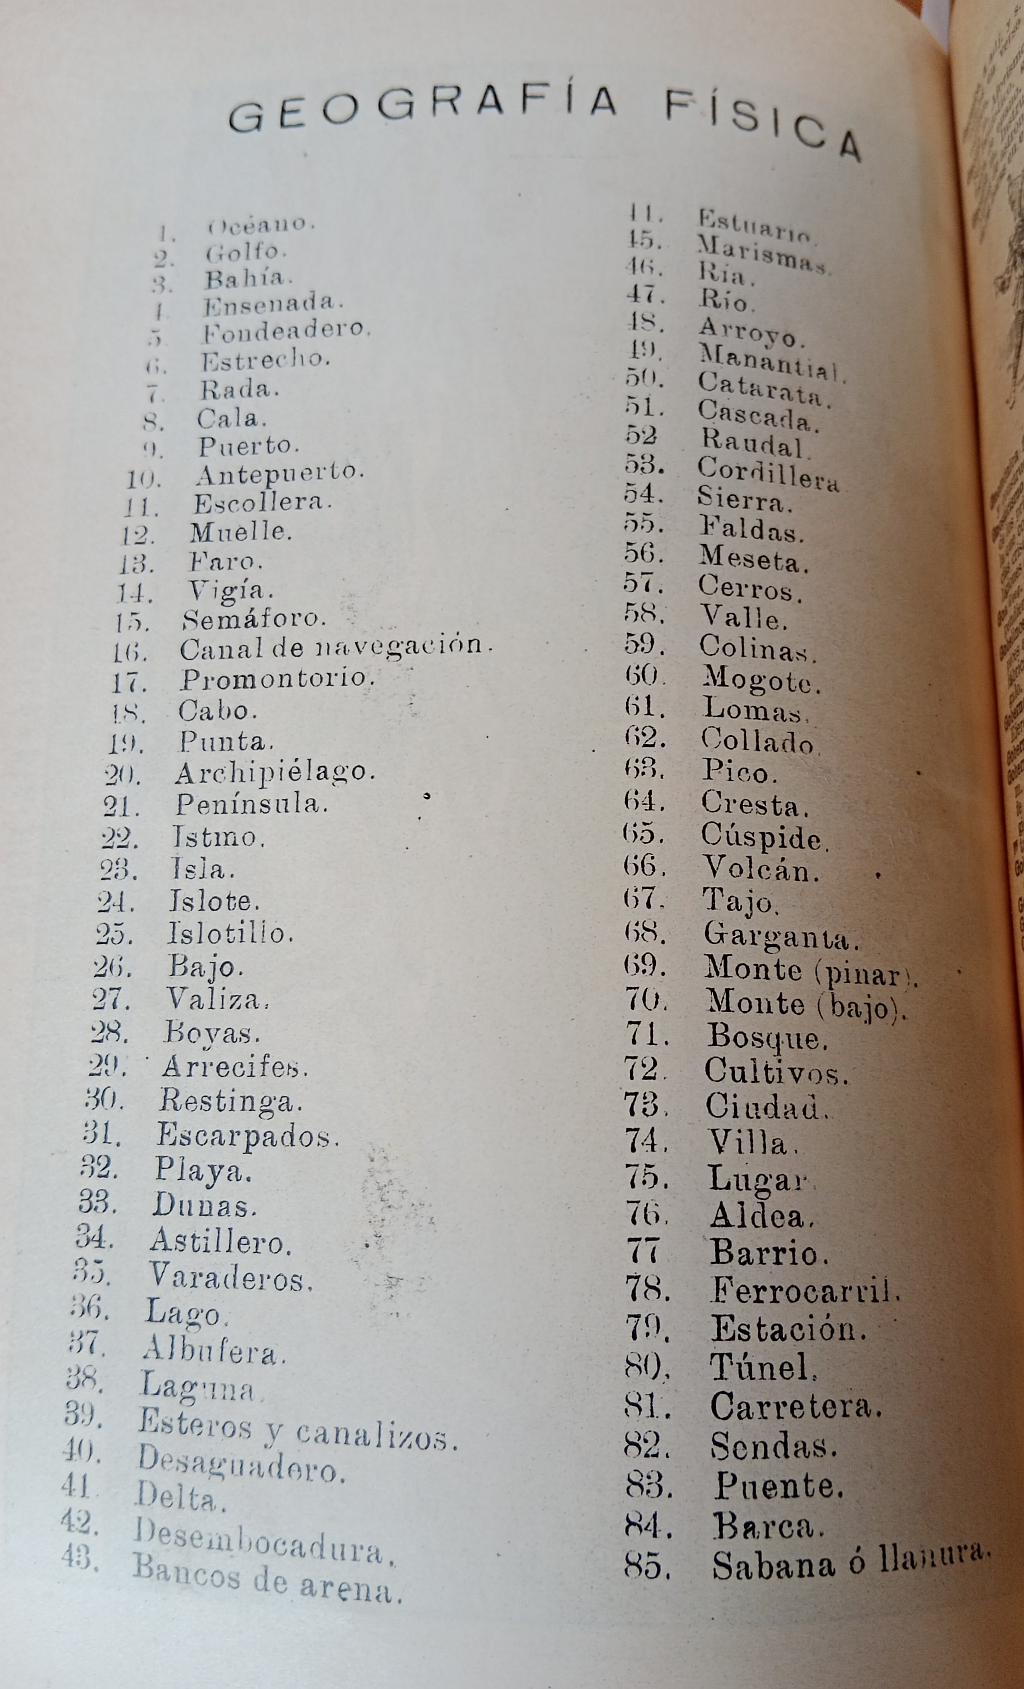 GEOGRAFÍA FÍSICA
1. Océano.
2. Golfo.
3. Bahía.
4 Ensenada.
5 Fondeadero.
6. Estrecho.
7. Rada.
8. Cala.
9. Puerto.
10. Antepuerto.
11. Escollera.
12. Muelle.
13. Faro.
14. Vigía.
15. Semáforo.
16. Canal de navegación.
17. Promontorio.
18. Cabo.
19. Punta.
20. Archipiélago.
21. Península.
22. Istmo.
23. Isla.
24. Islote.
25. Islotillo.
26. Bajo.
27. Valiza.
28. Boyas.
29. Arrecifes.
30. Restinga.
31. Escarpados.
32. Playa.
33. Dunas.
34. Astillero.
35. Varaderos.
36. Lago.
37. Albufera.
38. Laguna.
39. Esteros y canalizos.
40. Desaguadero.
41 Delta.
42. Desembocadura.
43. Bancos de arena.
44. Estuario.
45. Marismas.
46. Ría.
47. Río.
48. Arroyo.
49. Manantial.
50. Catarata.
51. Cascada.
52 Raudal.
53. Cordillera
54. Sierra.
55. Faldas.
56. Meseta.
57. Cerros.
58. Valle.
59. Colinas.
60. Mogote.
61. Lomas.
62. Collado.
63. Pico.
64. Cresta.
65. Cúspide.
66. Volcán.
67. Tajo.
68. Garganta.
69. Monte (pinar).
70. Monte (bajo).
71. Bosque.
72. Cultivos.
73. Ciudad.
74. Villa.
75. Lugar.
76. Aldea.
77 Barrio.
78. Ferrocarril.
79. Estación.
80. Túnel.
81. Carretera.
82. Sendas.
83. Puente.
84. Barca.
85. Sabana ó llanura.